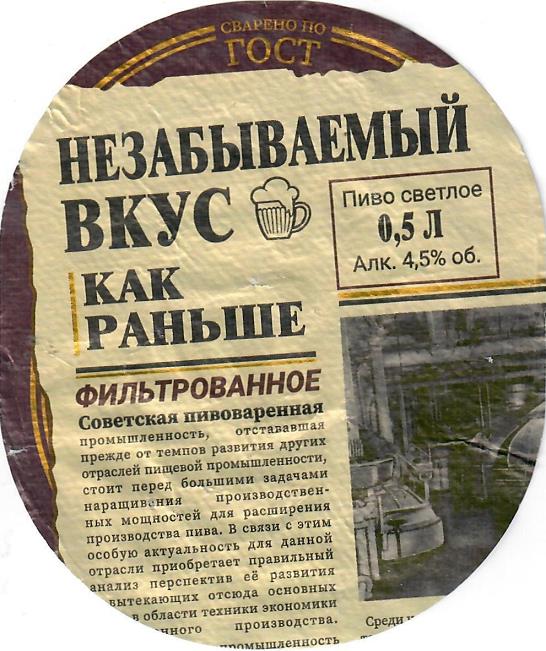 СВАРЕНО ПО
ГОСТ
НЕЗАБЫВАЕМЫЙ
ВКУС
Пиво светлое
0,5 Л
Алк. 4,5% об.
КАК
РАНЬШЕ
ФИЛЬТРОВАННОЕ
Советская пивоваренная
промышленность, отстававшая
прежде от темпов развития других
отраслей пищевой промышленности,
стоит перед большими задачами
наращивания производствен-
ных мощностей для расширения
производства пива. В связи с этим
особую актуальность для данной
отрасли приобретает правильный
анализ перспектив её развития
вытекающих отсюда основных
в области техники экономики
производства.
Среди